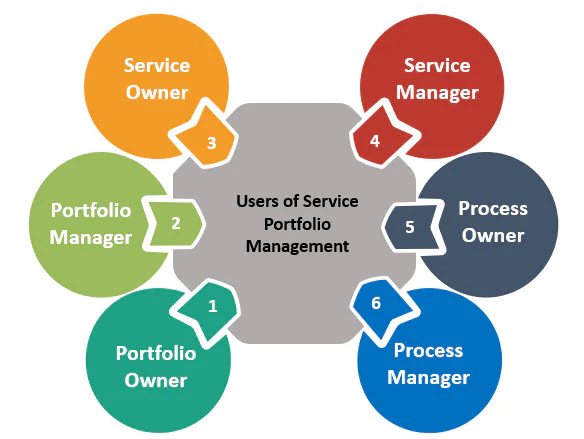 Service
Owner
3
Service
Manager
4
Portfolio
Manager
2
Users of Service
Portfolio
Management
5
Process
Owner
1
Portfolio
Owner
6
Process
Manager